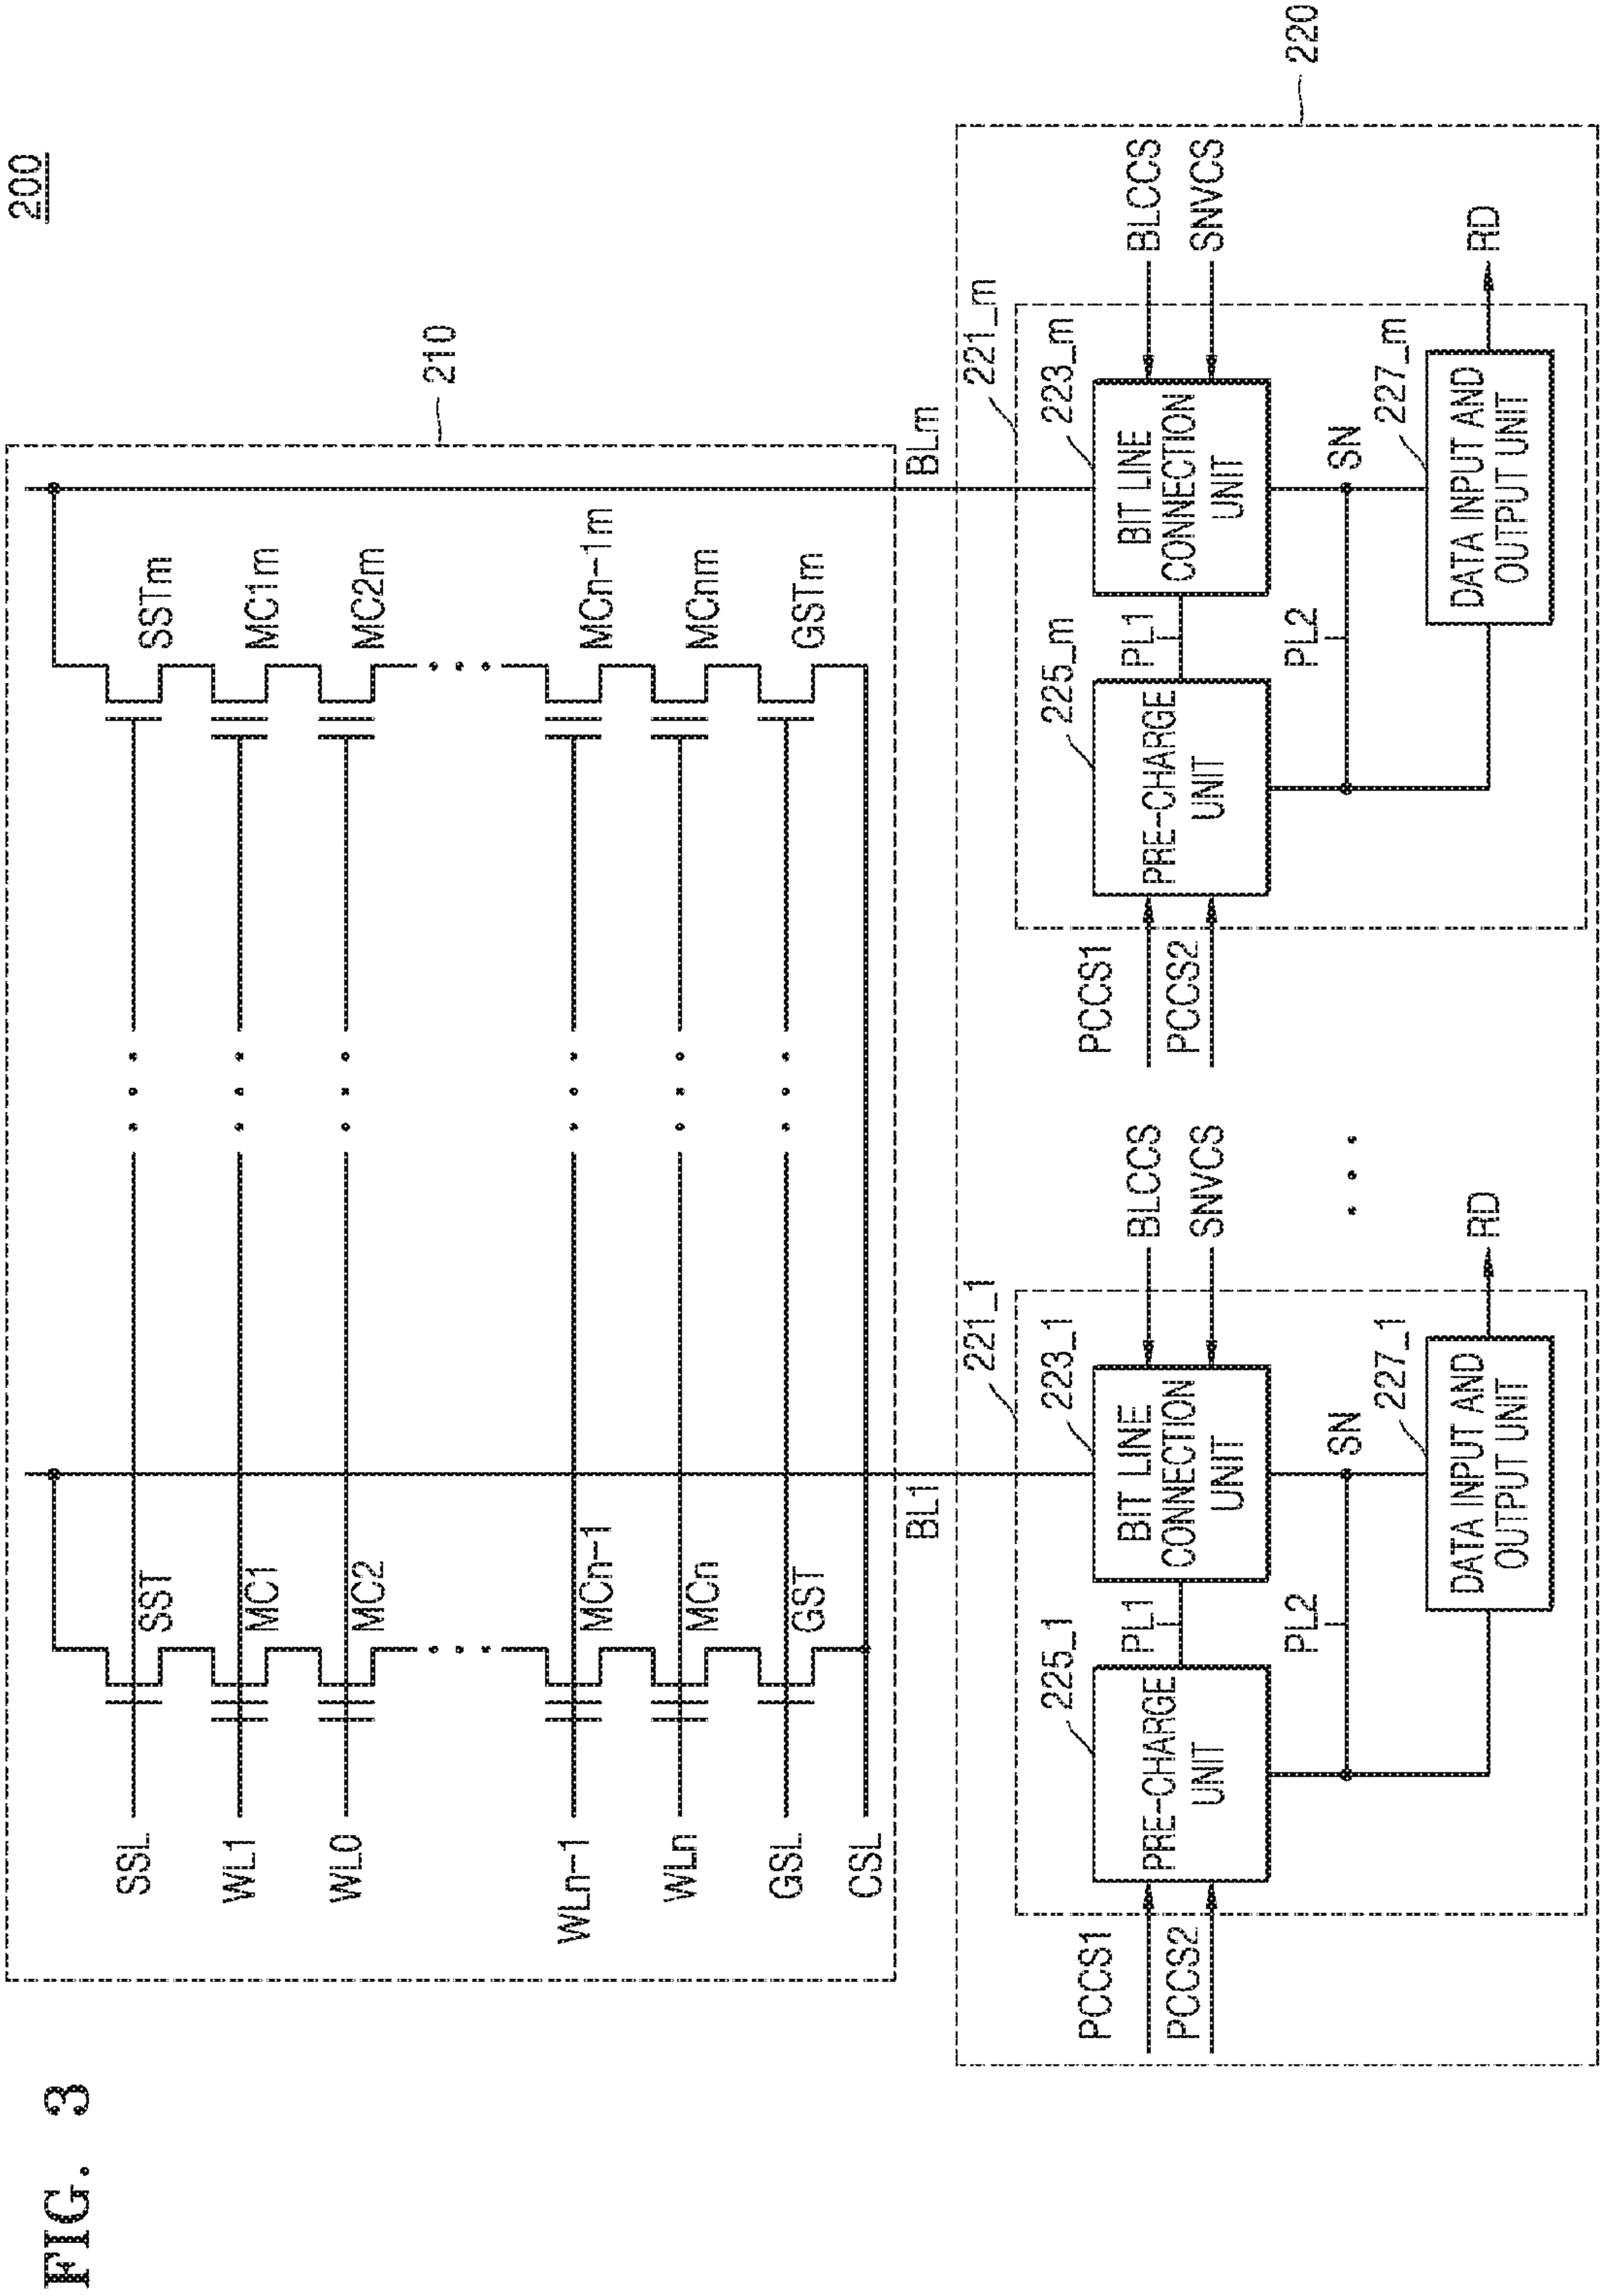 FIG. 3
200
210
SSL
SST
SSTm
WL1
MC1
MC1m
WL0
MC2
MC2m
WLn-1
MCn-1
MCn-1m
WLn
MCn
MCnm
GSL
GST
GSTm
CSL
BL1
BLm
220
221_1
221_m
225_1
223_1
225_m
223_m
PCCS1
PCCS2
PRE-CHARGE
UNIT
PL1
BIT LINE
CONNECTION
UNIT
BLCCS
SNVCS
PCCS1
PCCS2
PRE-CHARGE
UNIT
PL1
BIT LINE
CONNECTION
UNIT
BLCCS
SNVCS
PL2
SN
PL2
SN
227_1
227_m
DATA INPUT AND
OUTPUT UNIT
RD
DATA INPUT AND
OUTPUT UNIT
RD